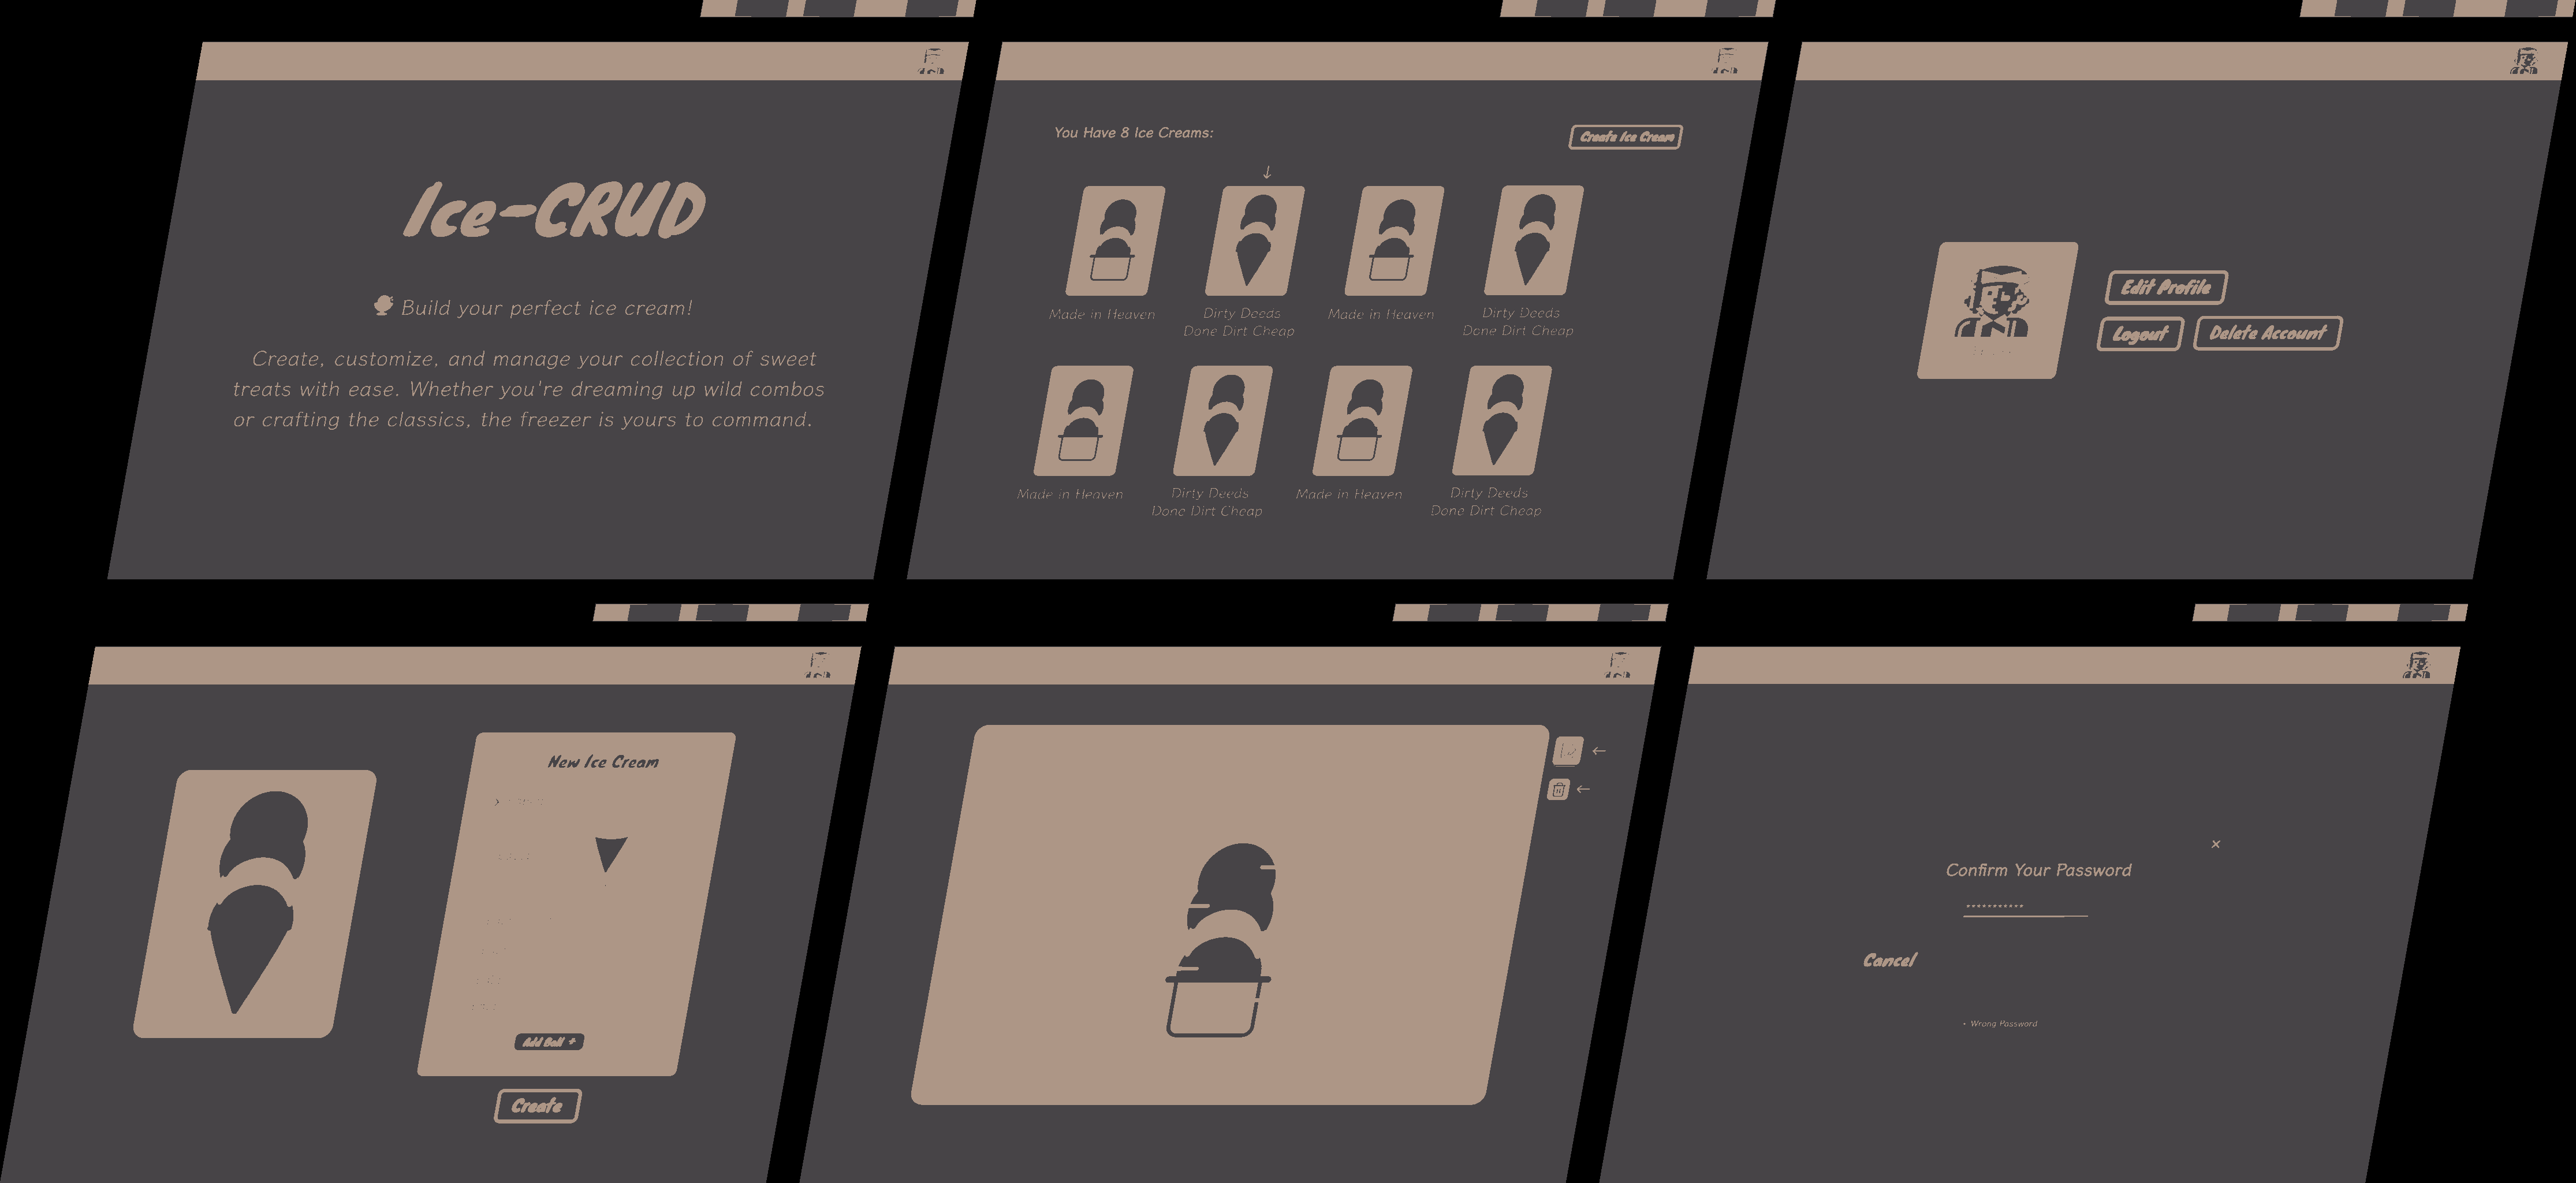 Ice-CRUD
Build your perfect ice cream!
Create, customize, and manage your collection of sweet
treats with ease. Whether you're dreaming up wild combos
or crafting the classics, the freezer is yours to command.
You Have 8 Ice Creams:
Create Ice Cream
Made in Heaven
Dirty Deeds
Done Dirt Cheap
Made in Heaven
Dirty Deeds
Done Dirt Cheap
Made in Heaven
Dirty Deeds
Done Dirt Cheap
Made in Heaven
Dirty Deeds
Done Dirt Cheap
Edit Profile
Logout
Delete Account
New Ice Cream
Add Ball +
Create
Confirm Your Password
***********
Cancel
• Wrong Password